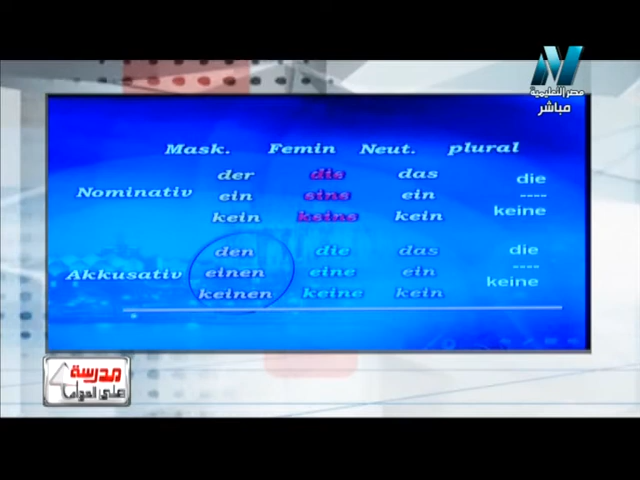 مصر التعليمية
مباشر
Mask. Femin Neut. plural
der die das die
Nominativ ein eine ein ----
kein keine kein keine
den die das die
Akkusativ einen eine ein ----
keinen keine kein keine
مدرسة
على الهواء